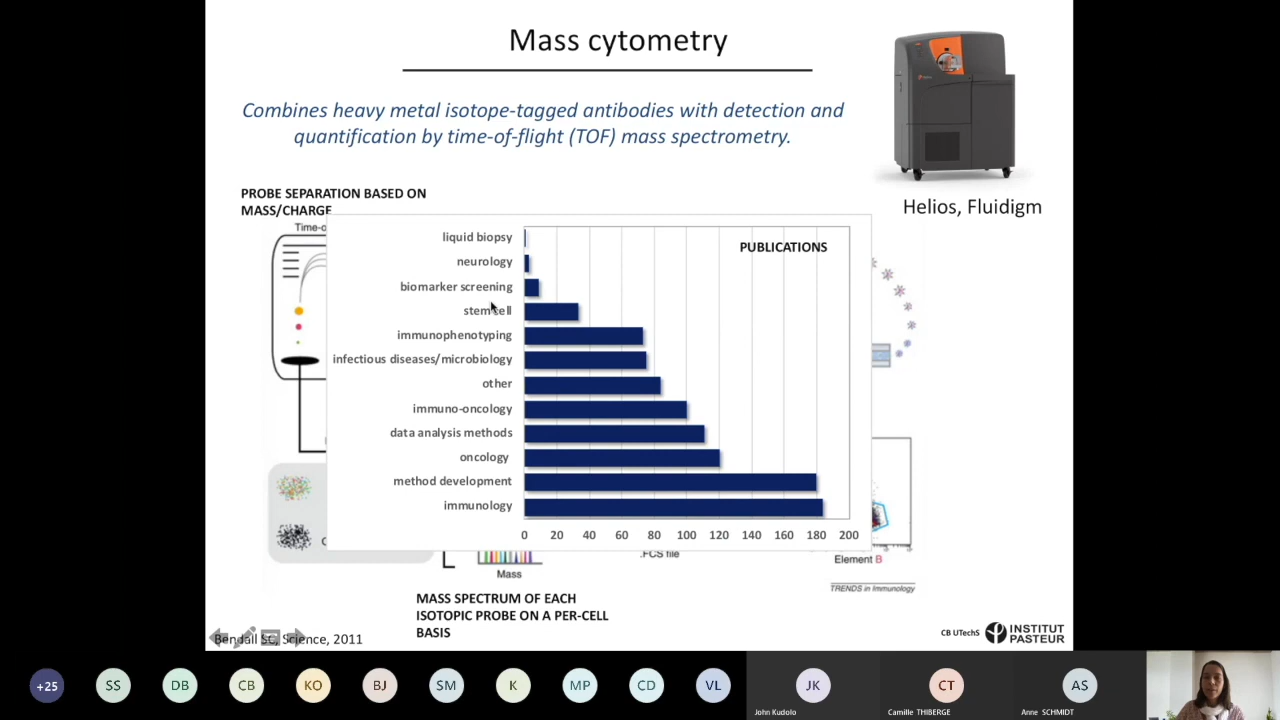 Mass cytometry
Combines heavy metal isotope-tagged antibodies with detection and
quantification by time-of-flight (TOF) mass spectrometry.
Helios, Fluidigm
PROBE SEPARATION BASED ON
MASS/CHARGE
Time-o
PUBLICATIONS
liquid biopsy
neurology
biomarker screening
stem cell
immunophenotyping
infectious diseases/microbiology
other
immuno-oncology
data analysis methods
oncology
method development
immunology
0 20 40 60 80 100 120 140 160 180 200
.FCS file
Mass
Element B
TRENDS in Immunology
MASS SPECTRUM OF EACH
ISOTOPIC PROBE ON A PER-CELL
BASIS
Bendall SC, Science, 2011
CB UTechS
INSTITUT
PASTEUR
+25 SS DB CB KO BJ SM K MP CD VL JK CT AS
John Kudolo
Camille THIBERGE
Anne SCHMIDT